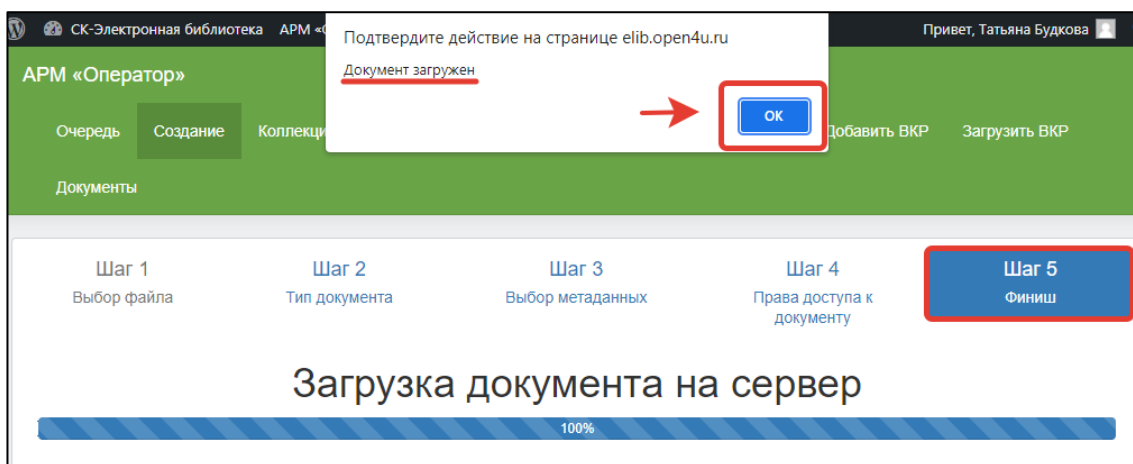 СК-Электронная библиотека АРМ «
Привет, Татьяна Будкова
Подтвердите действие на странице elib.open4u.ru
Документ загружен
ОК
АРМ «Оператор»
Очередь Создание Коллекци Добавить ВКР Загрузить ВКР
Документы
Шаг 1 Шаг 2 Шаг 3 Шаг 4 Шаг 5
Выбор файла Тип документа Выбор метаданных Права доступа к Финиш
документу
Загрузка документа на сервер
100%